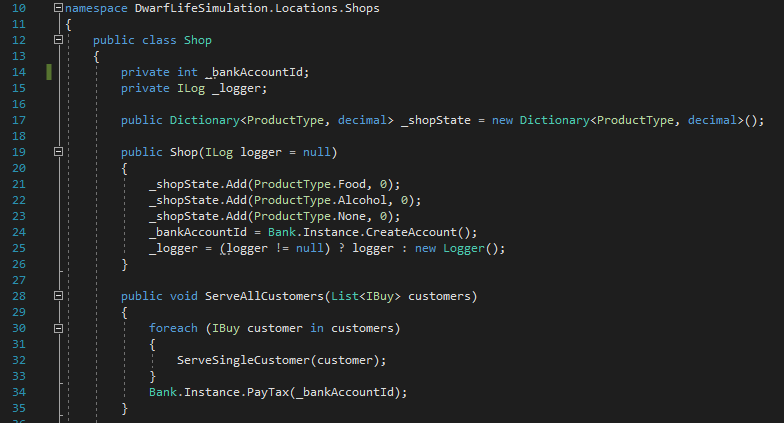 10 namespace DwarfLifeSimulation.Locations.Shops
11 {
12 public class Shop
13 {
14 private int _bankAccountId;
15 private ILog _logger;
16
17 public Dictionary<ProductType, decimal> _shopState = new Dictionary<ProductType, decimal>();
18
19 public Shop(ILog logger = null)
20 {
21 _shopState.Add(ProductType.Food, 0);
22 _shopState.Add(ProductType.Alcohol, 0);
23 _shopState.Add(ProductType.None, 0);
24 _bankAccountId = Bank.Instance.CreateAccount();
25 _logger = (logger != null) ? logger : new Logger();
26 }
27
28 public void ServeAllCustomers(List<IBuy> customers)
29 {
30 foreach (IBuy customer in customers)
31 {
32 ServeSingleCustomer(customer);
33 }
34 Bank.Instance.PayTax(_bankAccountId);
35 }